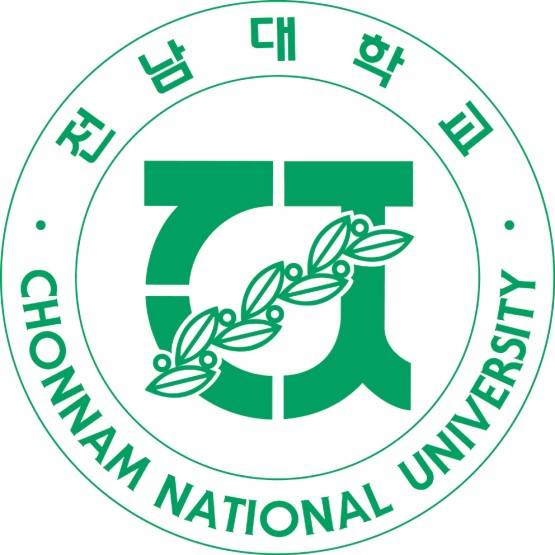 전남대학교
CHONNAM NATIONAL UNIVERSITY